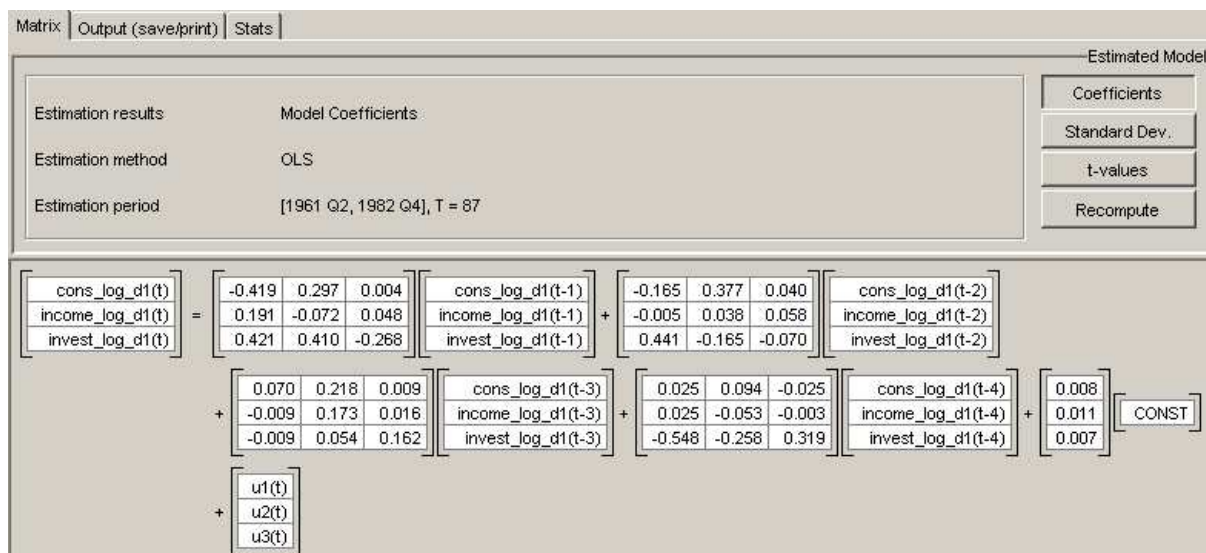 Matrix Output (save/print) Stats
Estimated Model
Estimation results Model Coefficients
Estimation method OLS
Estimation period [1961 Q2, 1982 Q4], T = 87
Coefficients
Standard Dev.
t-values
Recompute
cons_log_d1(t) -0.419 0.297 0.004 cons_log_d1(t-1) -0.165 0.377 0.040 cons_log_d1(t-2)
income_log_d1(t) = 0.191 -0.072 0.048 income_log_d1(t-1) + -0.005 0.038 0.058 income_log_d1(t-2)
invest_log_d1(t) 0.421 0.410 -0.268 invest_log_d1(t-1) 0.441 -0.165 -0.070 invest_log_d1(t-2)
0.070 0.218 0.009 cons_log_d1(t-3) 0.025 0.094 -0.025 cons_log_d1(t-4) 0.008
+ -0.009 0.173 0.016 income_log_d1(t-3) + 0.025 -0.053 -0.003 income_log_d1(t-4) + 0.011 CONST
-0.009 0.054 0.162 invest_log_d1(t-3) -0.548 -0.258 0.319 invest_log_d1(t-4) 0.007
u1(t)
+ u2(t)
u3(t)